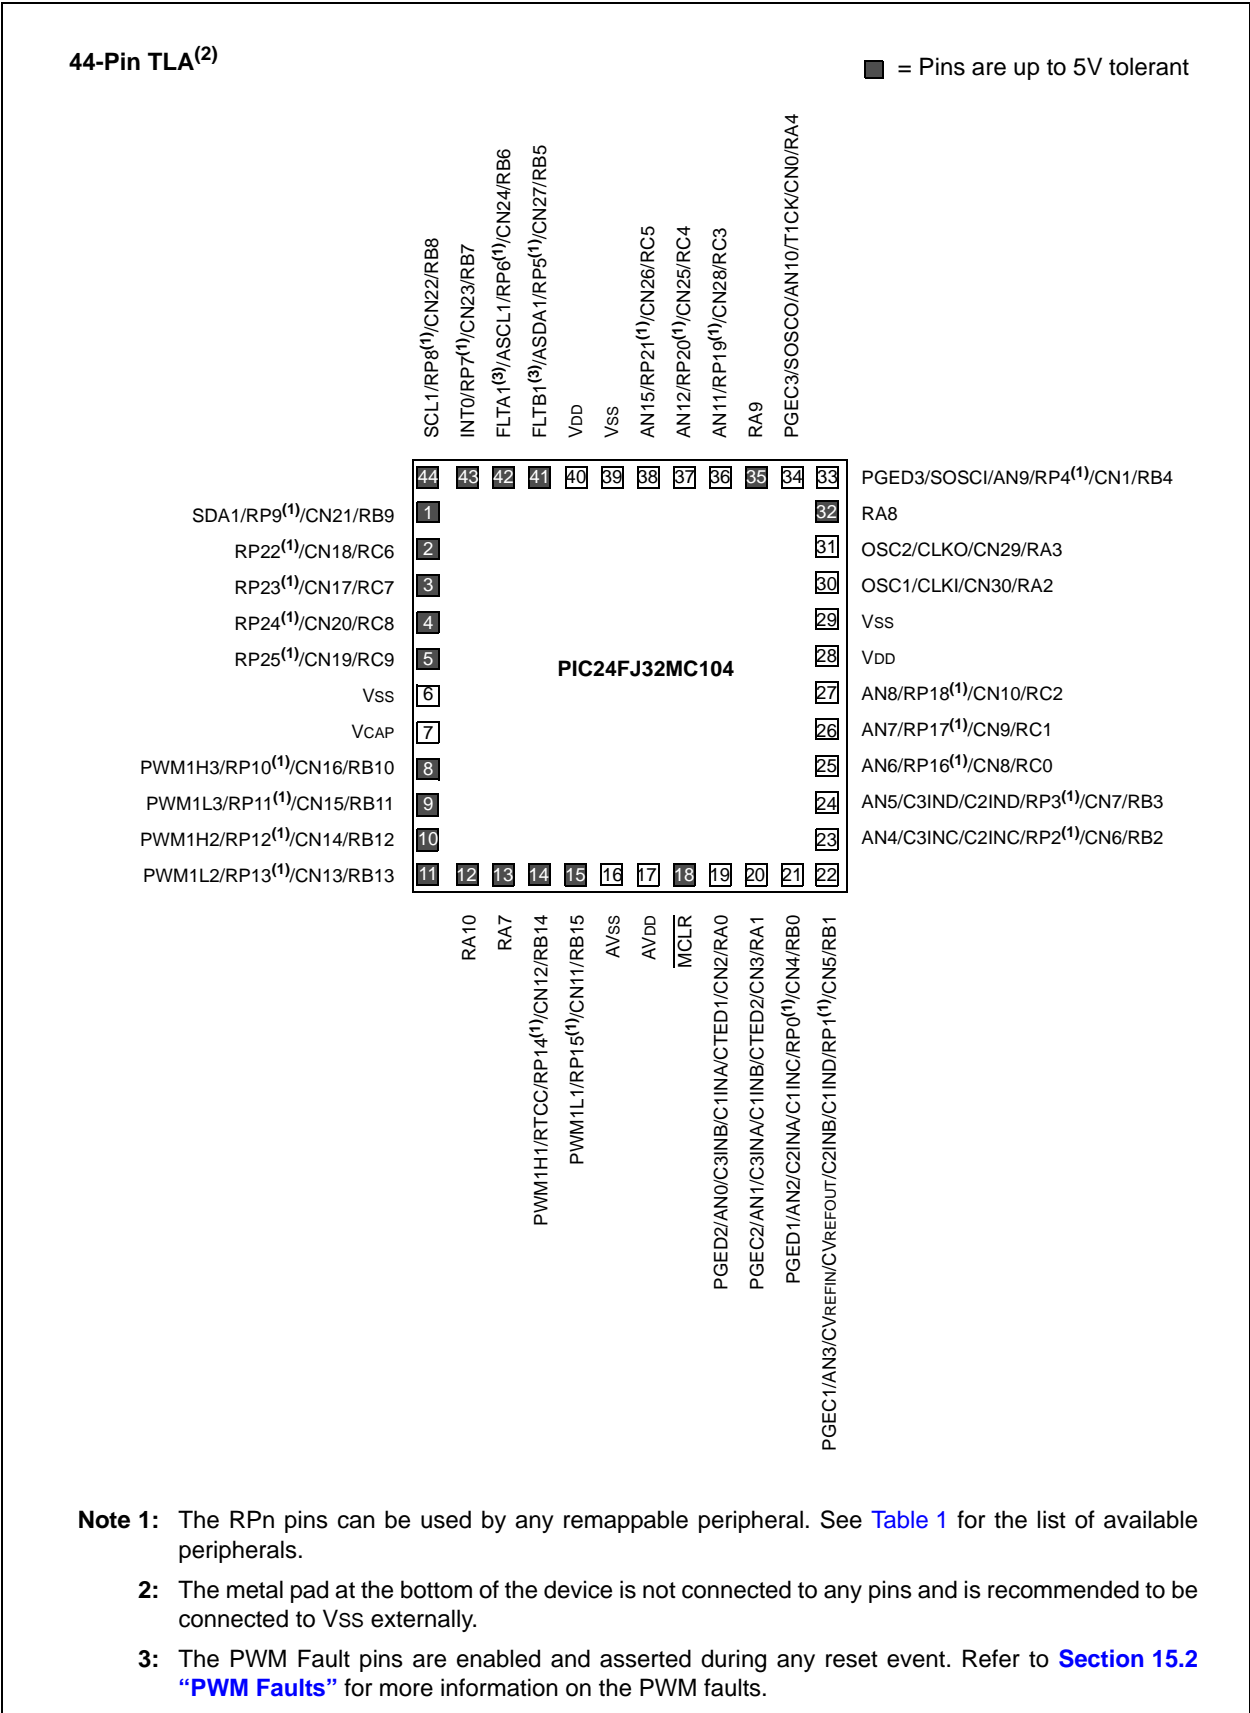 44-Pin TLA(2)
= Pins are up to 5V tolerant
SCL1/RP8(1)/CN22/RB8
INT0/RP7(1)/CN23/RB7
FLTA1(3)/ASCL1/RP6(1)/CN24/RB6
FLTB1(3)/ASDA1/RP5(1)/CN27/RB5
VDD
VSS
AN15/RP21(1)/CN26/RC5
AN12/RP20(1)/CN25/RC4
AN11/RP19(1)/CN28/RC3
RA9
PGEC3/SOSCO/AN10/T1CK/CN0/RA4
44 43 42 41 40 39 38 37 36 35 34 33 PGED3/SOSCI/AN9/RP4(1)/CN1/RB4
SDA1/RP9(1)/CN21/RB9 1 32 RA8
RP22(1)/CN18/RC6 2 31 OSC2/CLKO/CN29/RA3
RP23(1)/CN17/RC7 3 30 OSC1/CLKI/CN30/RA2
RP24(1)/CN20/RC8 4 29 VSS
RP25(1)/CN19/RC9 5 28 VDD
PIC24FJ32MC104
VSS 6 27 AN8/RP18(1)/CN10/RC2
VCAP 7 26 AN7/RP17(1)/CN9/RC1
PWM1H3/RP10(1)/CN16/RB10 8 25 AN6/RP16(1)/CN8/RC0
PWM1L3/RP11(1)/CN15/RB11 9 24 AN5/C3IND/C2IND/RP3(1)/CN7/RB3
PWM1H2/RP12(1)/CN14/RB12 10 23 AN4/C3INC/C2INC/RP2(1)/CN6/RB2
PWM1L2/RP13(1)/CN13/RB13 11 12 13 14 15 16 17 18 19 20 21 22
RA10
RA7
PWM1H1/RTCC/RP14(1)/CN12/RB14
PWM1L1/RP15(1)/CN11/RB15
AVSS
AVDD
MCLR
PGED2/AN0/C3INB/C1INA/CTED1/CN2/RA0
PGEC2/AN1/C3INA/C1INB/CTED2/CN3/RA1
PGED1/AN2/C2INA/C1INC/RP0(1)/CN4/RB0
PGEC1/AN3/CVREFIN/CVREFOUT/C2INB/C1IND/RP1(1)/CN5/RB1
Note 1: The RPn pins can be used by any remappable peripheral. See Table 1 for the list of available
peripherals.
2: The metal pad at the bottom of the device is not connected to any pins and is recommended to be
connected to VSS externally.
3: The PWM Fault pins are enabled and asserted during any reset event. Refer to Section 15.2
“PWM Faults” for more information on the PWM faults.